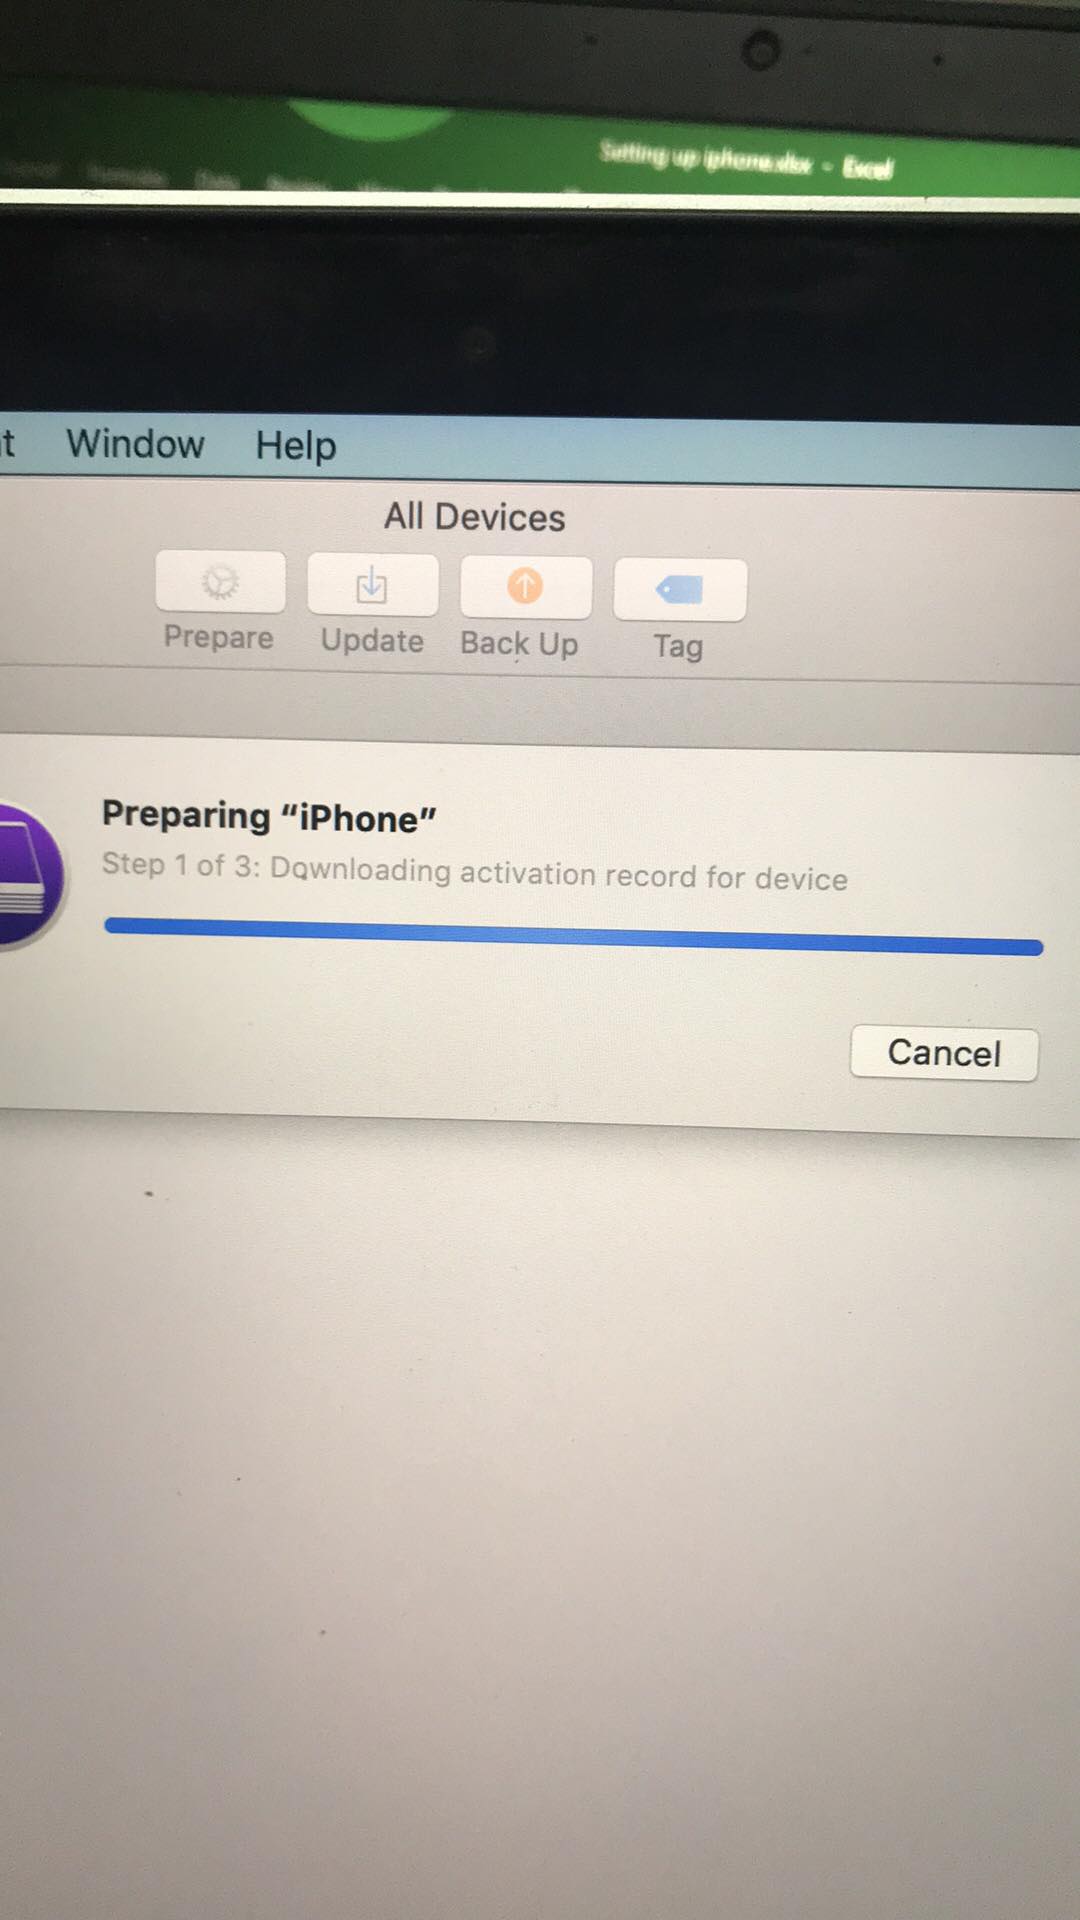 Setting up iphone.xlsx - Excel
Window Help
All Devices
Prepare Update Back Up Tag
Preparing “iPhone”
Step 1 of 3: Downloading activation record for device
Cancel